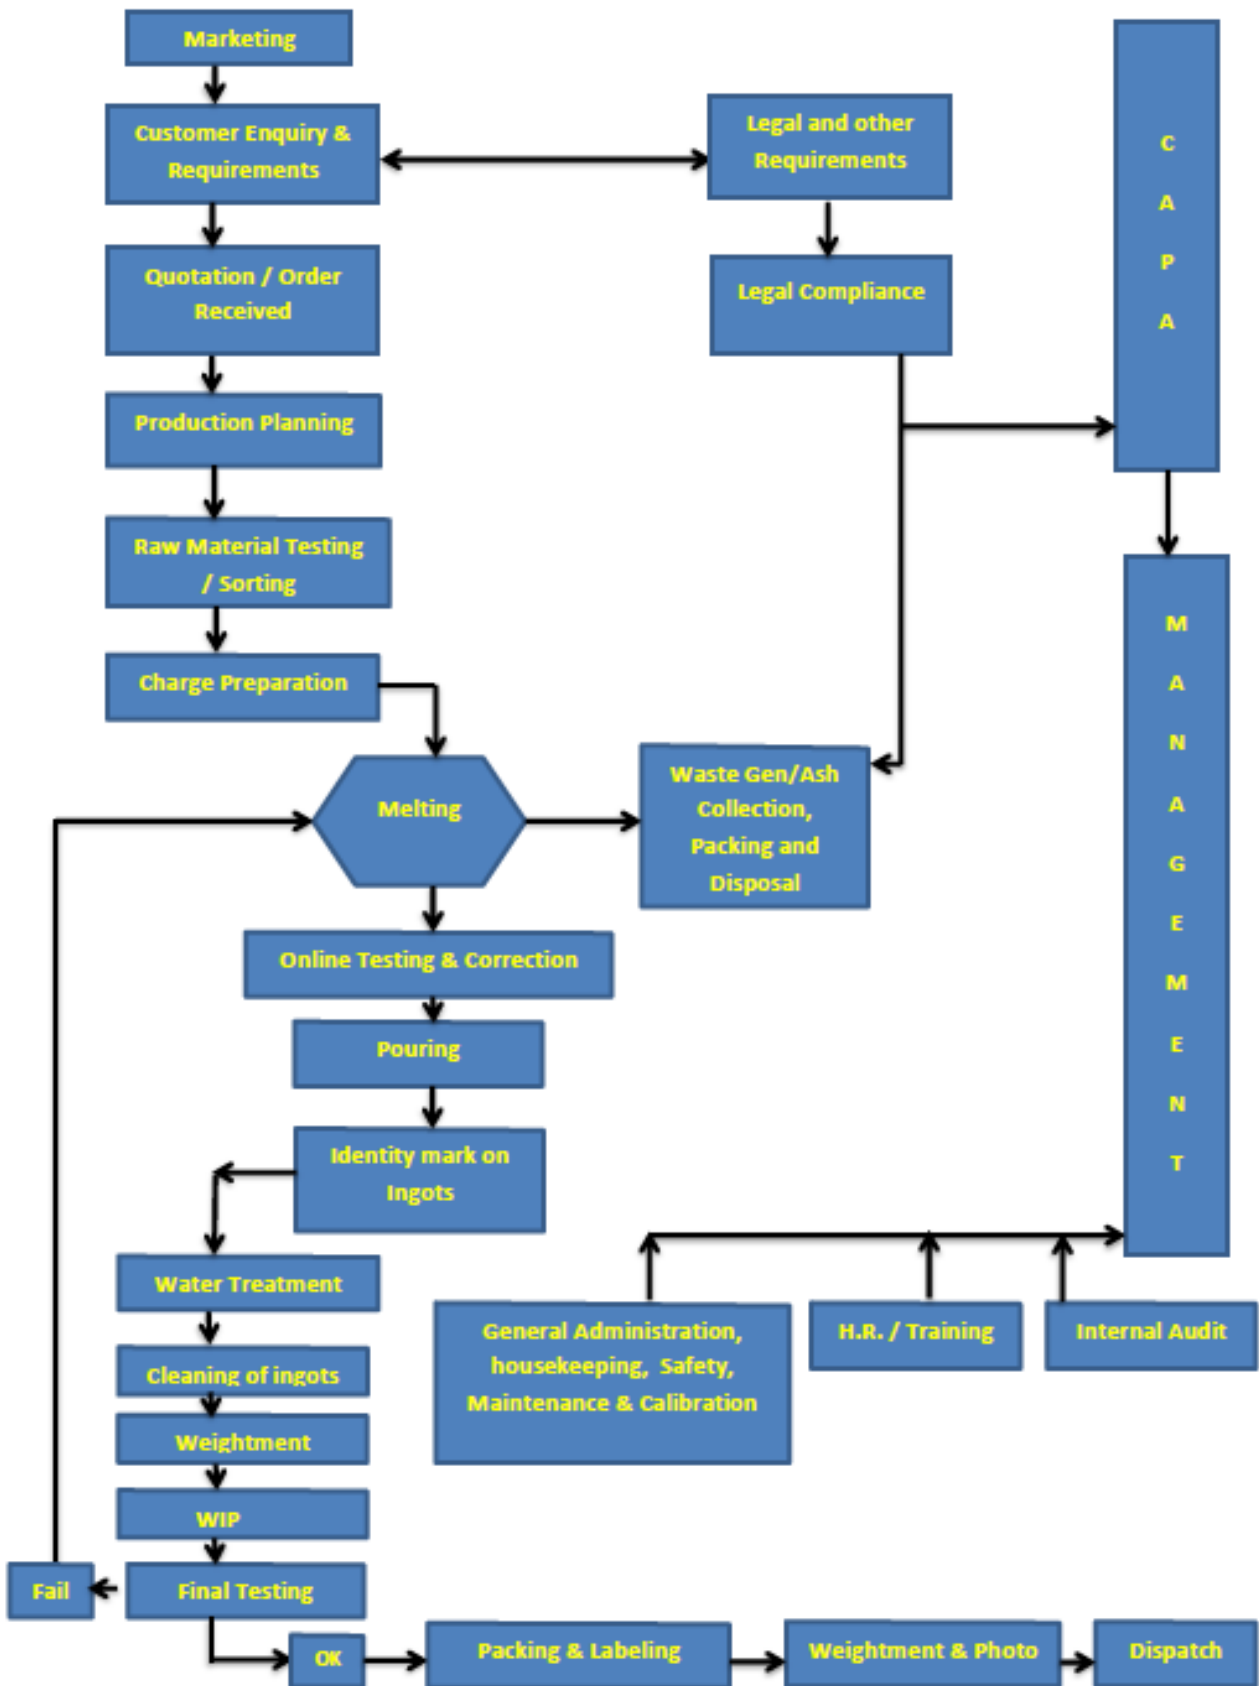 Marketing
Customer Enquiry &
Requirements
Legal and other
Requirements
Quotation / Order
Received
Legal Compliance
C
A
P
A
Production Planning
Raw Material Testing
/ Sorting
Charge Preparation
Melting
Waste Gen/Ash
Collection,
Packing and
Disposal
M
A
N
A
G
E
M
E
N
T
Online Testing & Correction
Pouring
Identity mark on
Ingots
Water Treatment
Cleaning of ingots
Weightment
WIP
General Administration,
housekeeping, Safety,
Maintenance & Calibration
H.R. / Training
Internal Audit
Fail
Final Testing
OK
Packing & Labeling
Weightment & Photo
Dispatch